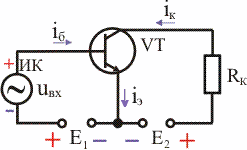 iб
iк
VT
+ ИК
uвх
-
iэ
Rк
+ E₁ - - E₂ +